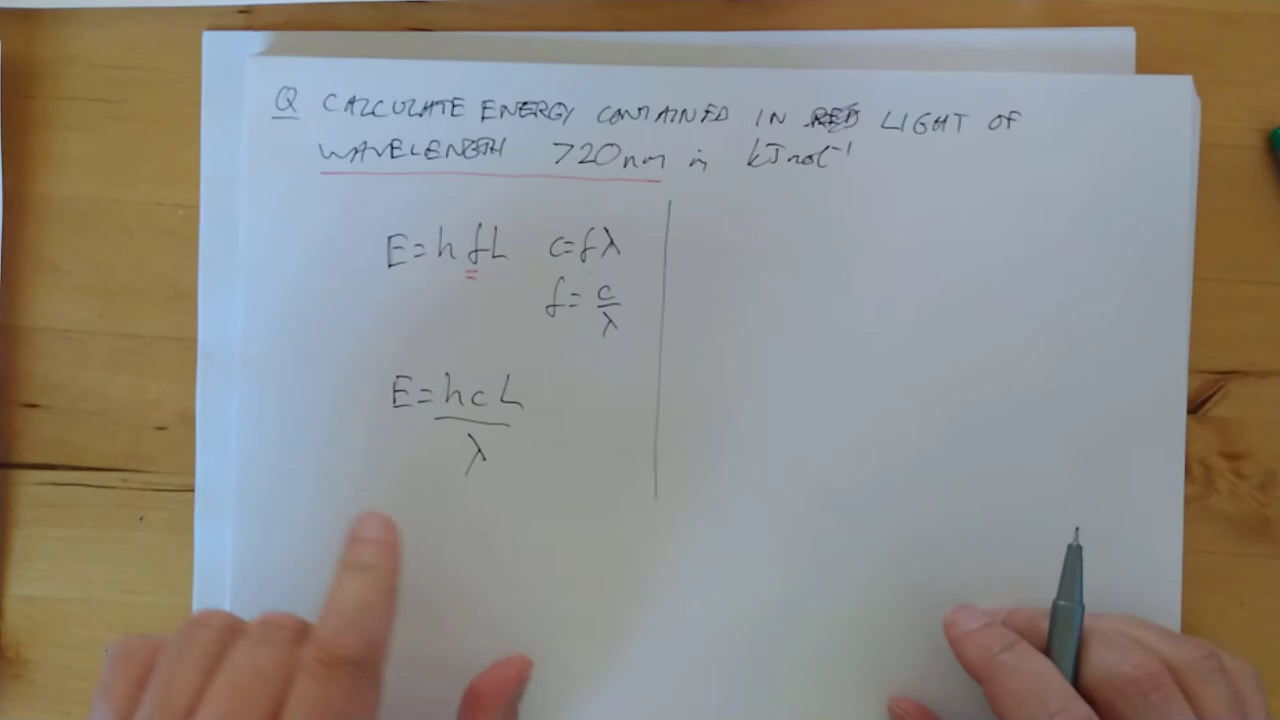 Q CALCULATE ENERGY CONTAINED IN RED LIGHT OF
WAVELENGTH 720nm in kJmol⁻¹
E=hfL c=fλ
f=c/λ
E=hcL/λ